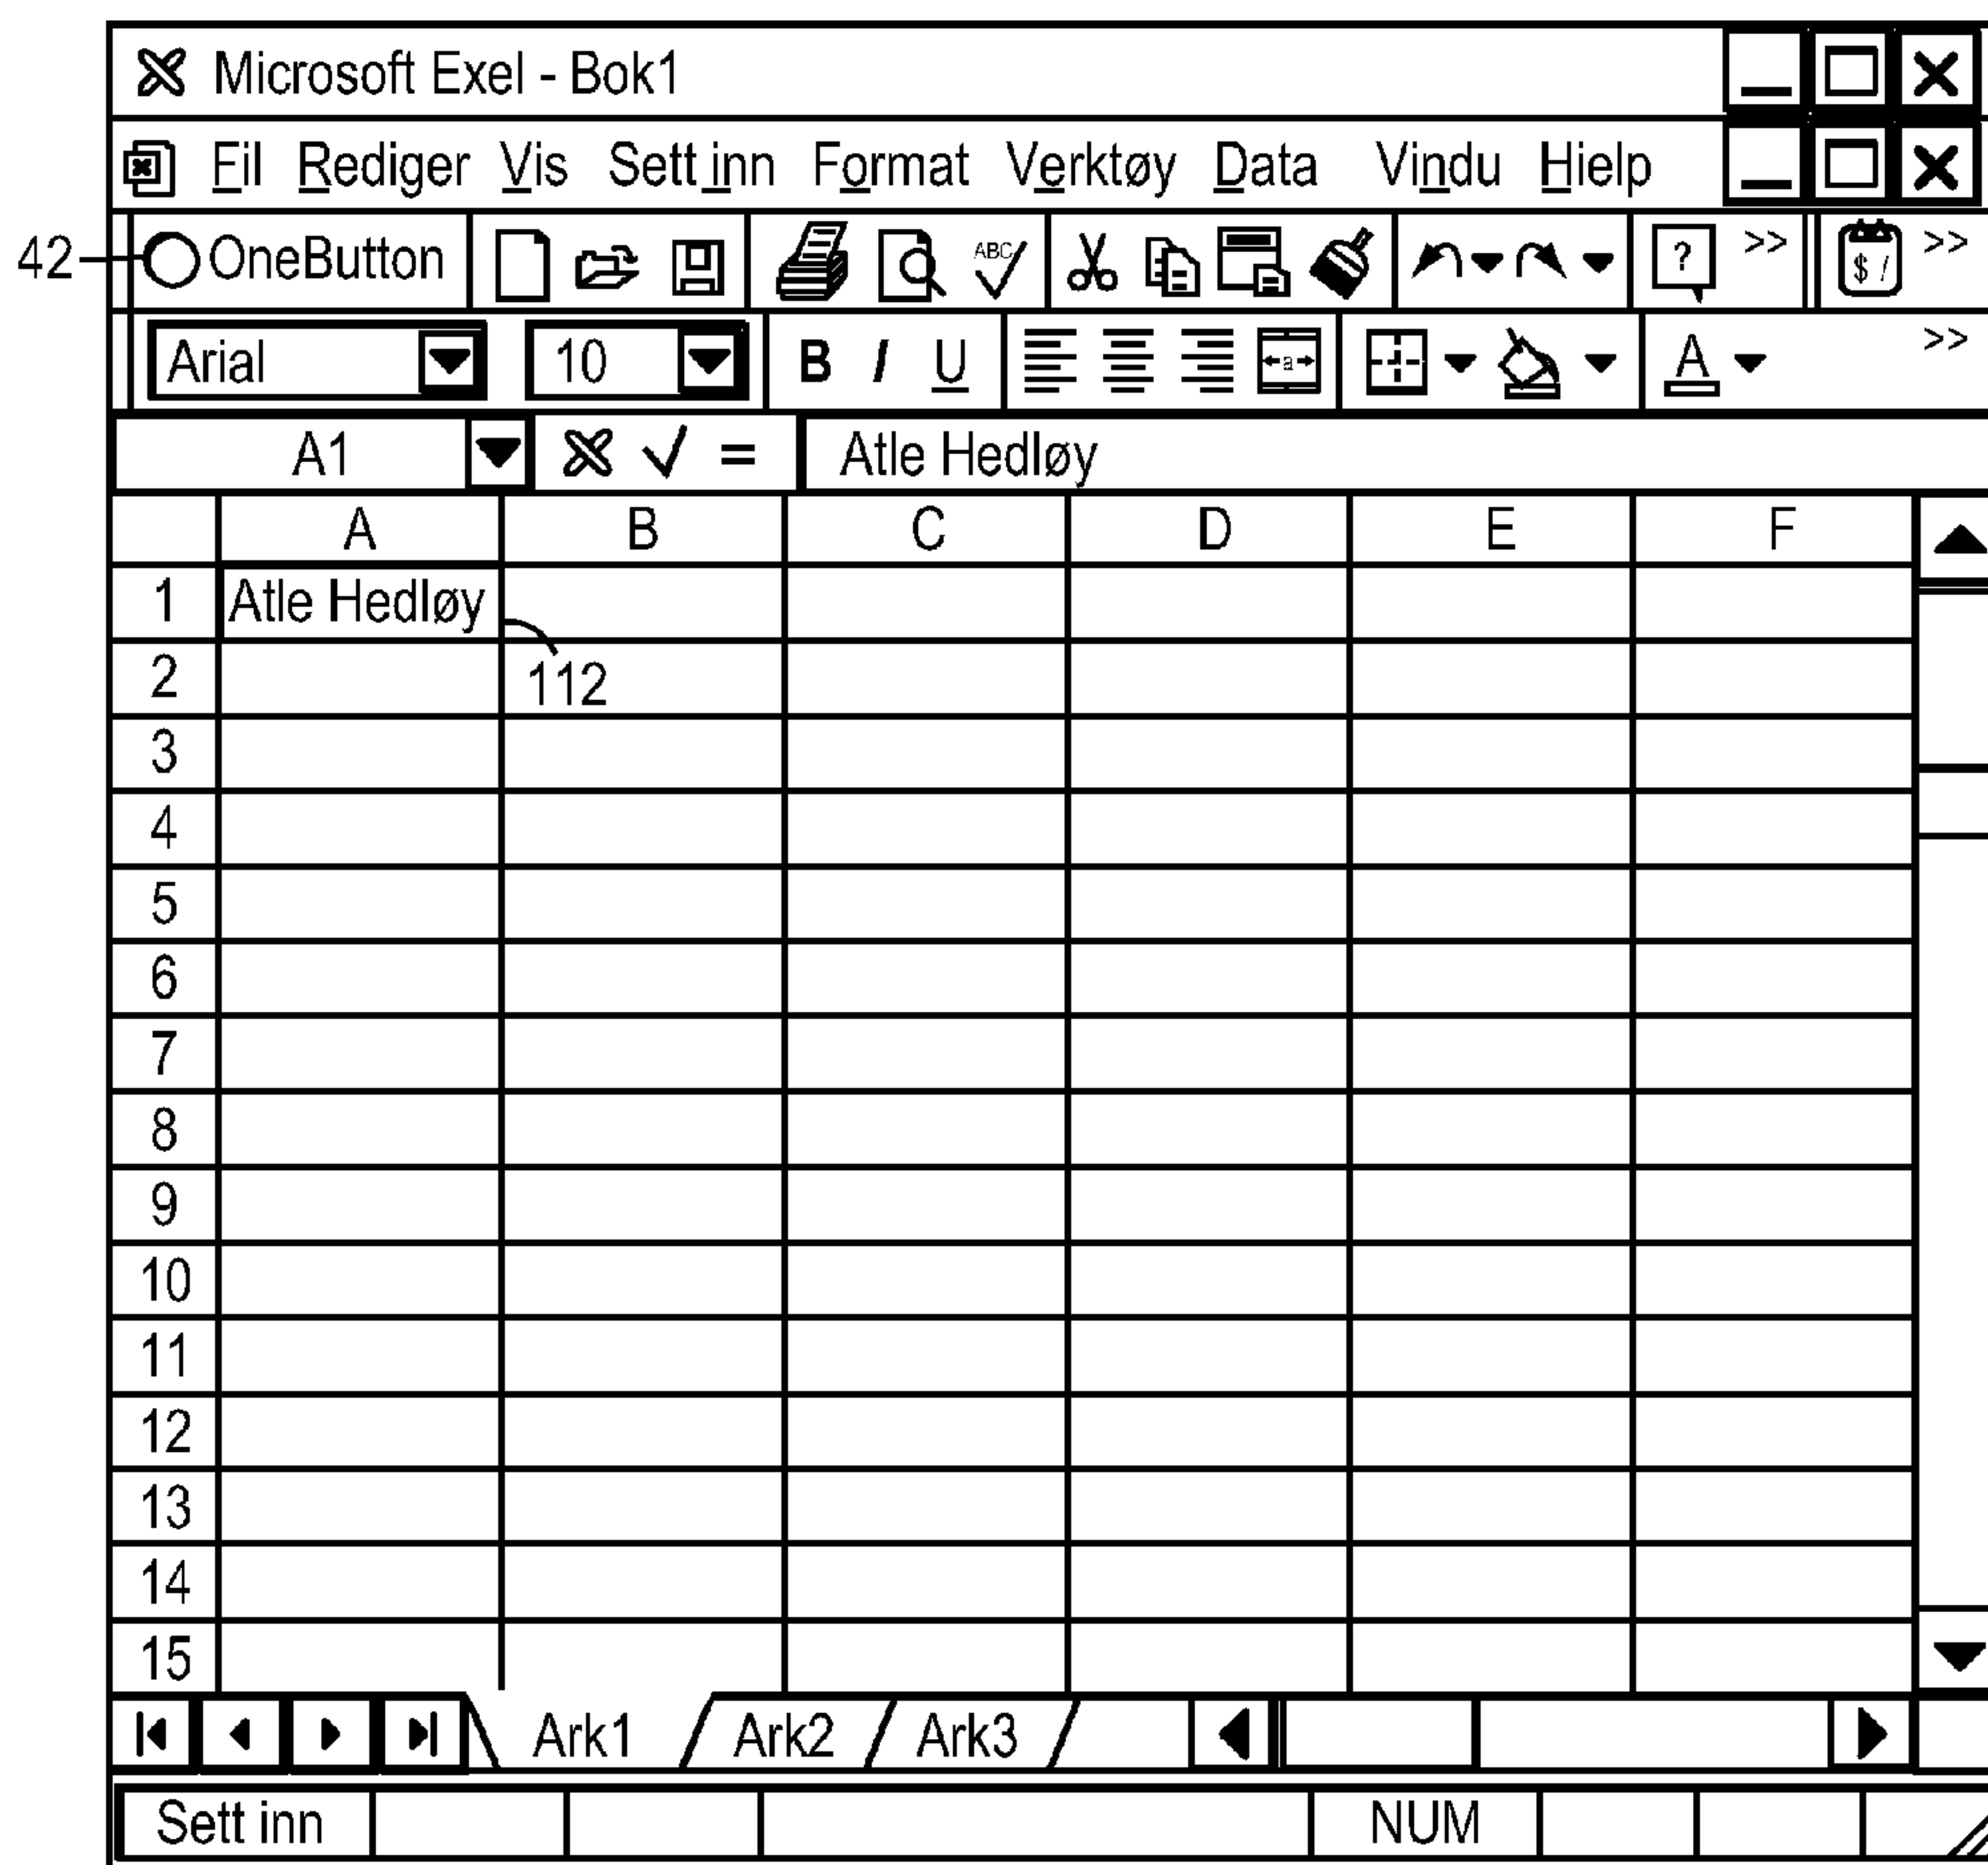 Microsoft Exel - Bok1
Fil Rediger Vis Sett inn Format Verktøy Data Vindu Hielp
42 OneButton ABC ? >> $ / >>
Arial 10 B I U a A >>
A1 = Atle Hedløy
A B C D E F
1 Atle Hedløy
2 112
3
4
5
6
7
8
9
10
11
12
13
14
15
Ark1 Ark2 Ark3
Sett inn NUM